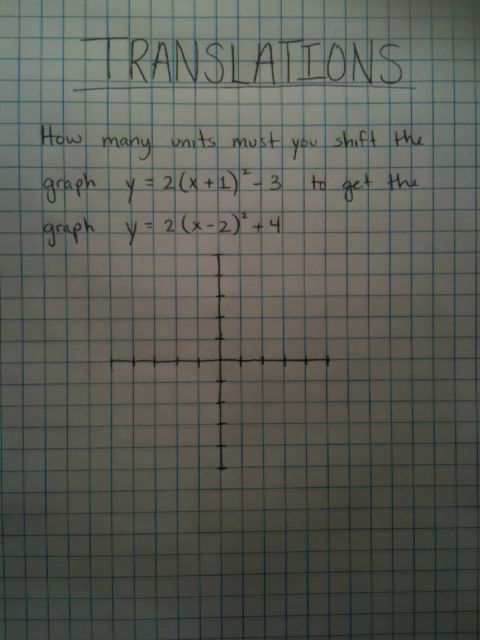 TRANSLATIONS
How many units must you shift the
graph y = 2(x+1)² - 3 to get the
graph y = 2(x-2)² + 4